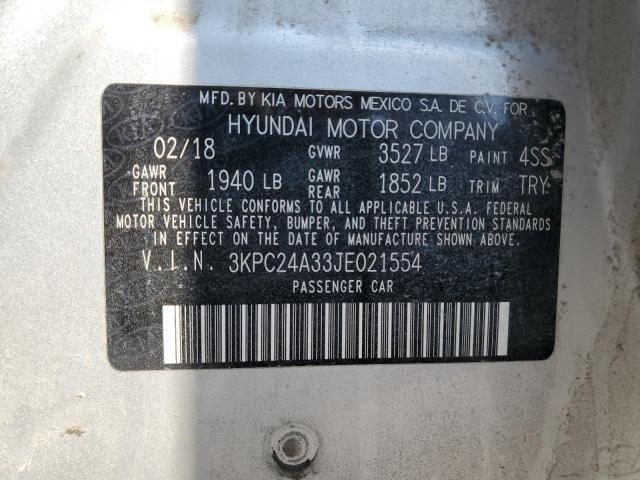 MFD. BY KIA MOTORS MEXICO S.A. DE C.V. FOR
HYUNDAI MOTOR COMPANY
02/18 GVWR 3527 LB PAINT 4SS
GAWR FRONT 1940 LB GAWR REAR 1852 LB TRIM TRY
THIS VEHICLE CONFORMS TO ALL APPLICABLE U.S.A. FEDERAL
MOTOR VEHICLE SAFETY, BUMPER, AND THEFT PREVENTION STANDARDS
IN EFFECT ON THE DATE OF MANUFACTURE SHOWN ABOVE.
V.I.N. 3KPC24A33JE021554
PASSENGER CAR